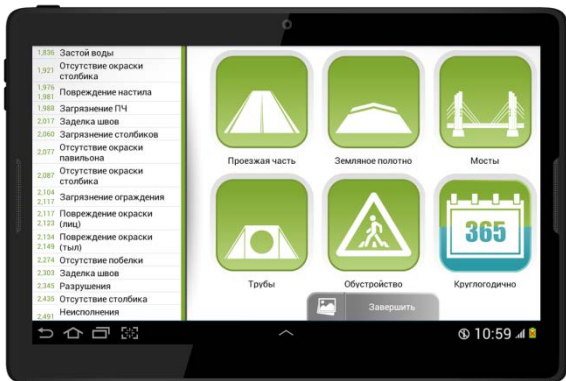 1,836 Застой воды
1,921 Отсутствие окраски
столбика
1,976
1,981 Повреждение настила
1,988 Загрязнение ПЧ
2,017 Заделка швов
2,060 Загрязнение столбиков
2,077 Отсутствие окраски
павильона
2,087 Отсутствие окраски
столбика
2,104
2,117 Загрязнение ограждения
2,117 Повреждение окраски
2,123 (лиц)
2,134 Повреждение окраски
2,149 (тыл)
2,274 Отсутствие побелки
2,303 Заделка швов
2,345 Разрушения
2,435 Отсутствие столбика
2,491 Неисполнения
Проезжая часть
Земляное полотно
Мосты
365
Трубы
Обустройство
Круглогодично
Завершить
10:59